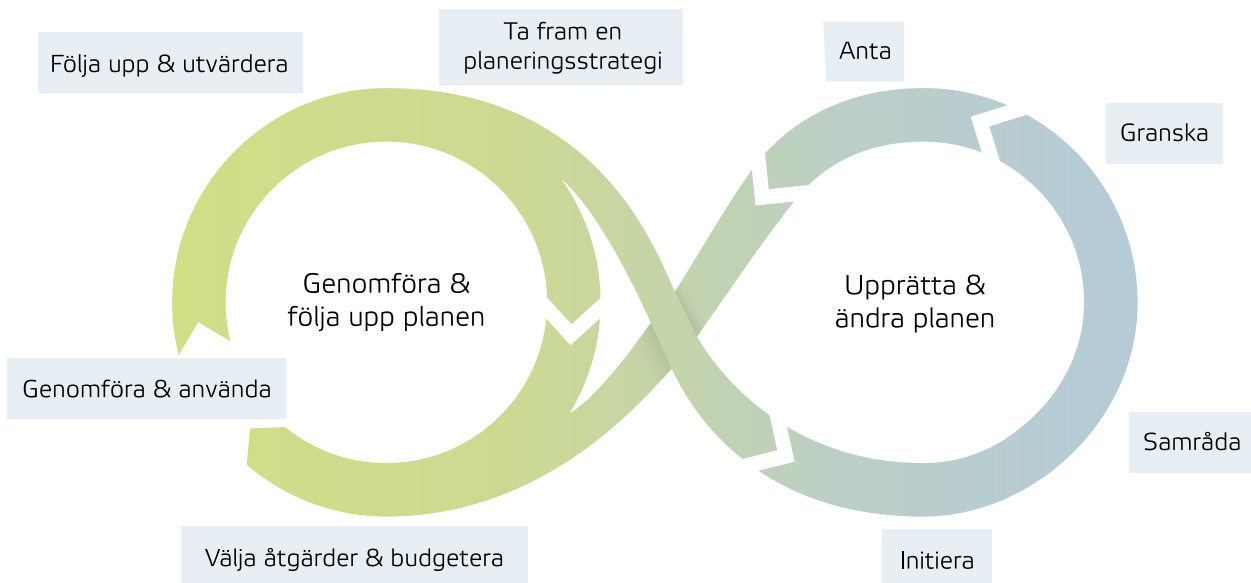 Ta fram en
planeringsstrategi
Följa upp & utvärdera
Anta
Granska
Genomföra &
följa upp planen
Upprätta &
ändra planen
Genomföra & använda
Samråda
Välja åtgärder & budgetera
Initiera